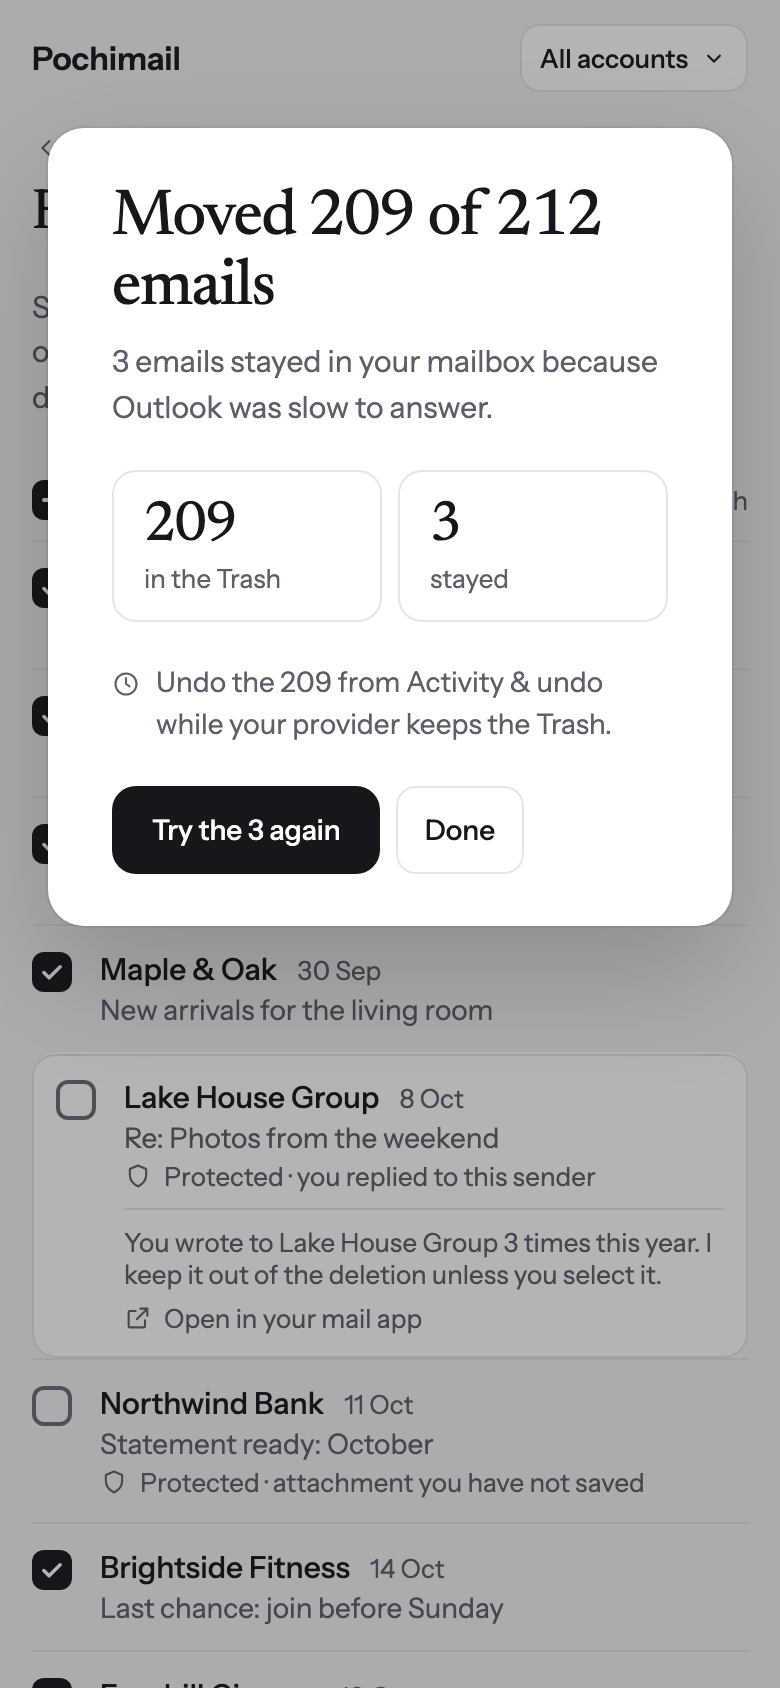 Pochimail
All accounts
Moved 209 of 212
emails
3 emails stayed in your mailbox because
Outlook was slow to answer.
209
in the Trash
3
stayed
Undo the 209 from Activity & undo
while your provider keeps the Trash.
Try the 3 again
Done
Maple & Oak 30 Sep
New arrivals for the living room
Lake House Group 8 Oct
Re: Photos from the weekend
Protected · you replied to this sender
You wrote to Lake House Group 3 times this year. I
keep it out of the deletion unless you select it.
Open in your mail app
Northwind Bank 11 Oct
Statement ready: October
Protected · attachment you have not saved
Brightside Fitness 14 Oct
Last chance: join before Sunday